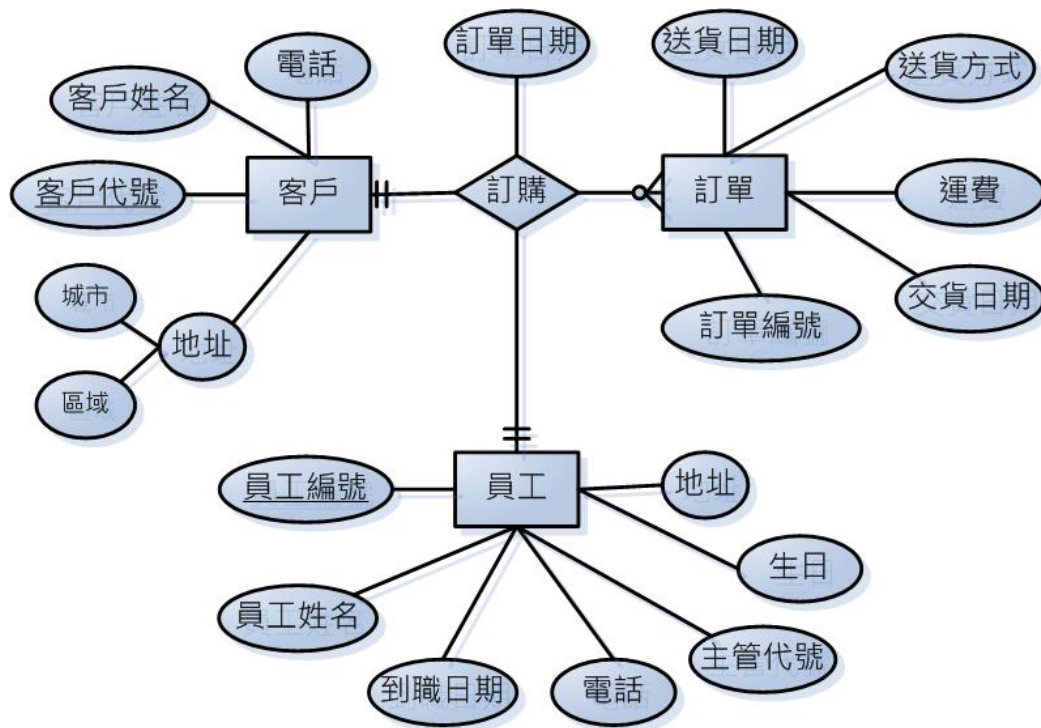 訂單日期
送貨日期
電話
送貨方式
客戶姓名
客戶代號
客戶
訂購
訂單
運費
城市
地址
訂單編號
交貨日期
區域
員工編號
員工
地址
生日
員工姓名
主管代號
到職日期
電話